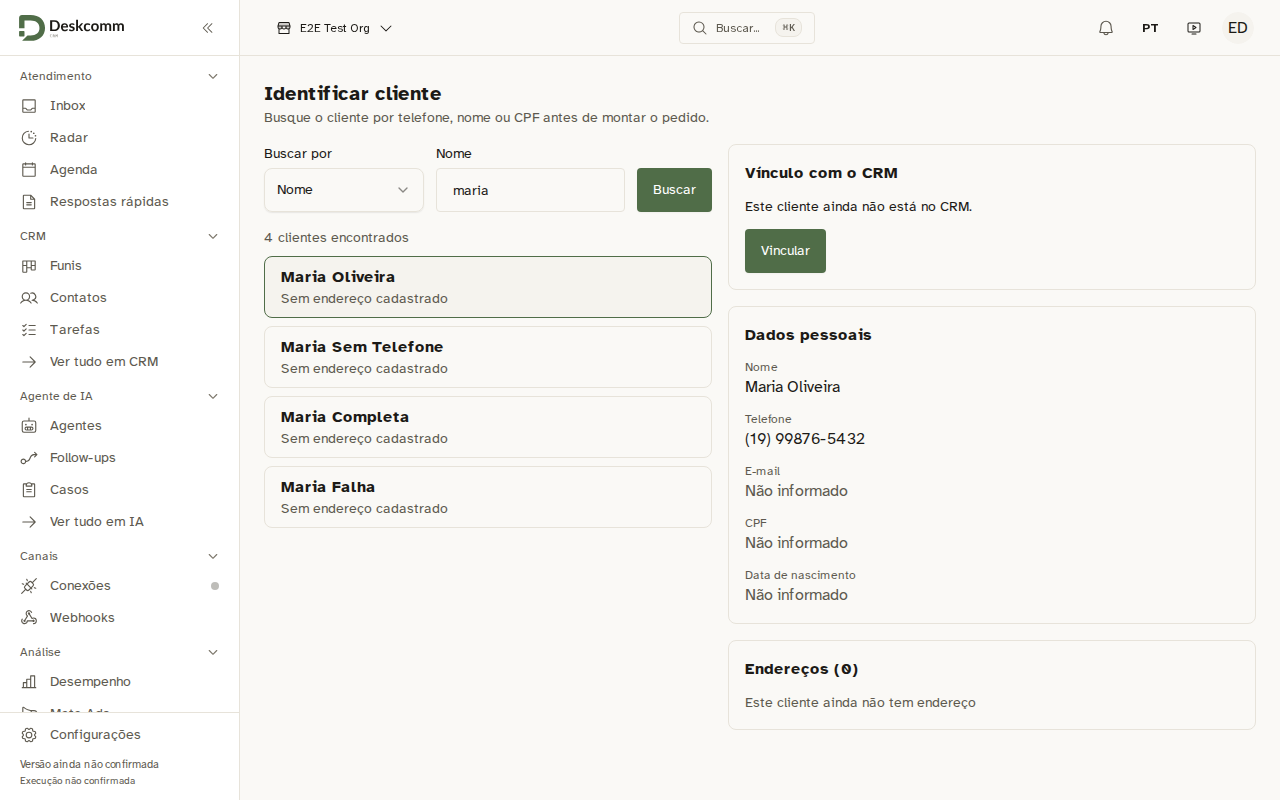 Deskcomm
Atendimento
Inbox
Radar
Agenda
Respostas rápidas
CRM
Funis
Contatos
Tarefas
Ver tudo em CRM
Agente de IA
Agentes
Follow-ups
Casos
Ver tudo em IA
Canais
Conexões
Webhooks
Análise
Desempenho
Configurações
Versão ainda não confirmada
Execução não confirmada
E2E Test Org
Buscar...
⌘K
PT
ED
Identificar cliente
Busque o cliente por telefone, nome ou CPF antes de montar o pedido.
Buscar por
Nome
Nome
maria
Buscar
4 clientes encontrados
Maria Oliveira
Sem endereço cadastrado
Maria Sem Telefone
Sem endereço cadastrado
Maria Completa
Sem endereço cadastrado
Maria Falha
Sem endereço cadastrado
Vínculo com o CRM
Este cliente ainda não está no CRM.
Vincular
Dados pessoais
Nome
Maria Oliveira
Telefone
(19) 99876-5432
E-mail
Não informado
CPF
Não informado
Data de nascimento
Não informado
Endereços (0)
Este cliente ainda não tem endereço